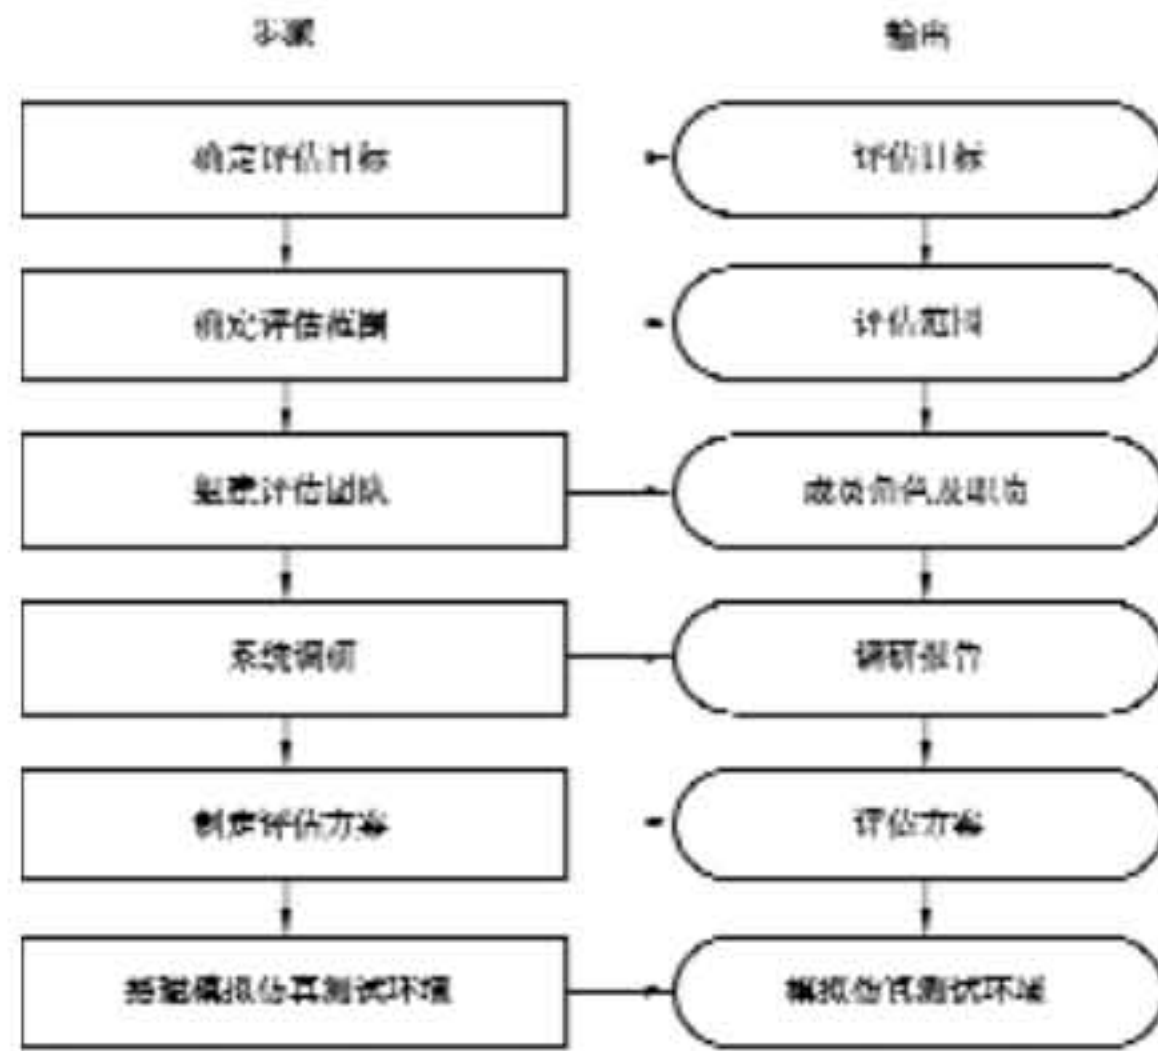 步骤 输出
确定评估目标 评估目标
确定评估范围 评估范围
组建评估团队 成员角色及职责
系统调研 调研报告
制定评估方案 评估方案
搭建模拟仿真测试环境 模拟仿真测试环境